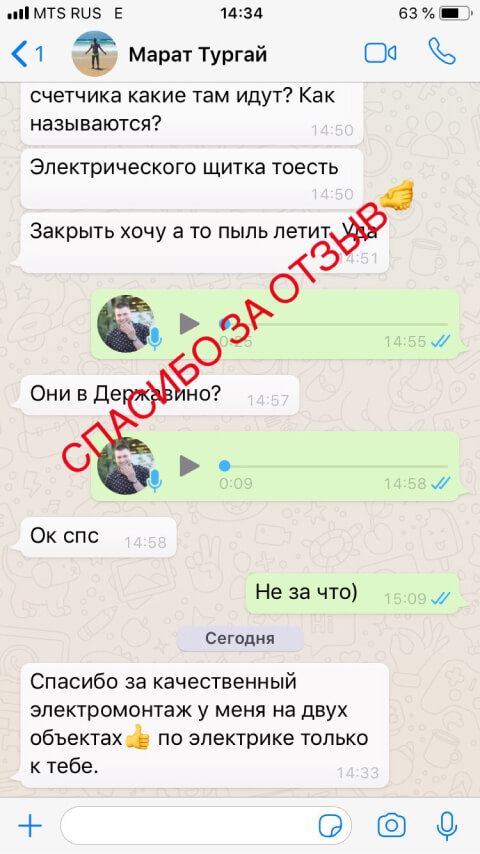 MTS RUS E 14:34 63 %
1 Марат Тургай
счетчика какие там идут? Как
называются?
14:50
Электрического щитка тоесть
14:50
Закрыть хочу а то пыль летит. Уда
14:51
СПАСИБО ЗА ОТЗЫВ
0:26 14:55
Они в Державино?
14:57
0:09 14:58
Ок спс
14:58
Не за что)
15:09
Сегодня
Спасибо за качественный
электромонтаж у меня на двух
объектах👍 по электрике только
к тебе.
14:33